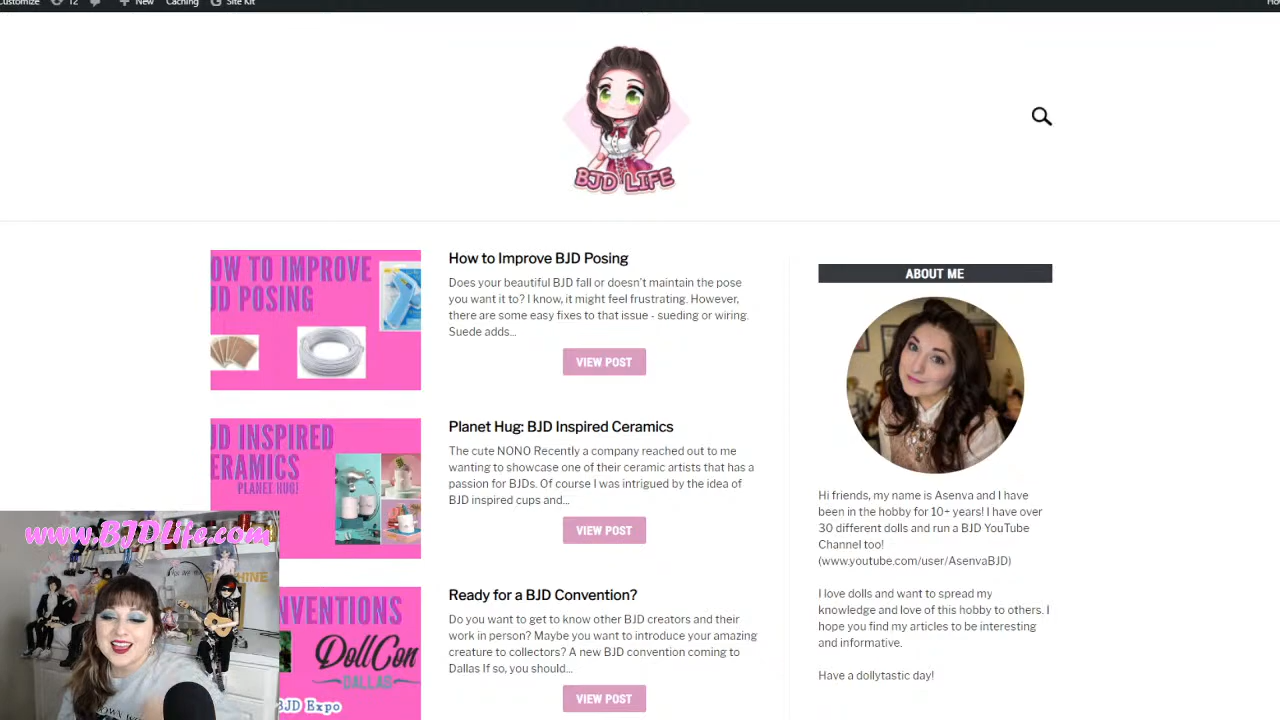 Customize 12 New Caching Site Kit
BJD LIFE
OW TO IMPROVE
JD POSING
How to Improve BJD Posing
Does your beautiful BJD fall or doesn't maintain the pose
you want it to? I know, it might feel frustrating. However,
there are some easy fixes to that issue - sueding or wiring.
Suede adds...
VIEW POST
JD INSPIRED
ERAMICS
PLANET HUG!
Planet Hug: BJD Inspired Ceramics
The cute NONO Recently a company reached out to me
wanting to showcase one of their ceramic artists that has a
passion for BJDs. Of course I was intrigued by the idea of
BJD inspired cups and...
VIEW POST
NVENTIONS
DollCon
DALLAS
BJD Expo
Ready for a BJD Convention?
Do you want to get to know other BJD creators and their
work in person? Maybe you want to introduce your amazing
creature to collectors? A new BJD convention coming to
Dallas If so, you should...
VIEW POST
ABOUT ME
Hi friends, my name is Asenva and I have
been in the hobby for 10+ years! I have over
30 different dolls and run a BJD YouTube
Channel too!
(www.youtube.com/user/AsenvaBJD)
I love dolls and want to spread my
knowledge and love of this hobby to others. I
hope you find my articles to be interesting
and informative.
Have a dollytastic day!
www.BJDLife.com
SUNSHINE